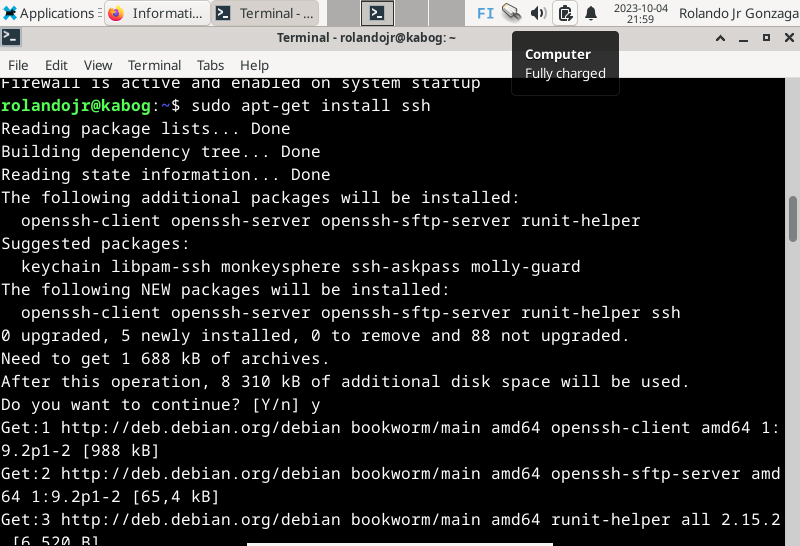 Applications
Informati...
Terminal - ...
FI
2023-10-04
21:59
Rolando Jr Gonzaga
Terminal - rolandojr@kabog: ~
Computer
Fully charged
File Edit View Terminal Tabs Help
Firewall is active and enabled on system startup
rolandojr@kabog:~$ sudo apt-get install ssh
Reading package lists... Done
Building dependency tree... Done
Reading state information... Done
The following additional packages will be installed:
  openssh-client openssh-server openssh-sftp-server runit-helper
Suggested packages:
  keychain libpam-ssh monkeysphere ssh-askpass molly-guard
The following NEW packages will be installed:
  openssh-client openssh-server openssh-sftp-server runit-helper ssh
0 upgraded, 5 newly installed, 0 to remove and 88 not upgraded.
Need to get 1 688 kB of archives.
After this operation, 8 310 kB of additional disk space will be used.
Do you want to continue? [Y/n] y
Get:1 http://deb.debian.org/debian bookworm/main amd64 openssh-client amd64 1:
9.2p1-2 [988 kB]
Get:2 http://deb.debian.org/debian bookworm/main amd64 openssh-sftp-server amd
64 1:9.2p1-2 [65,4 kB]
Get:3 http://deb.debian.org/debian bookworm/main amd64 runit-helper all 2.15.2
 [6 520 B]